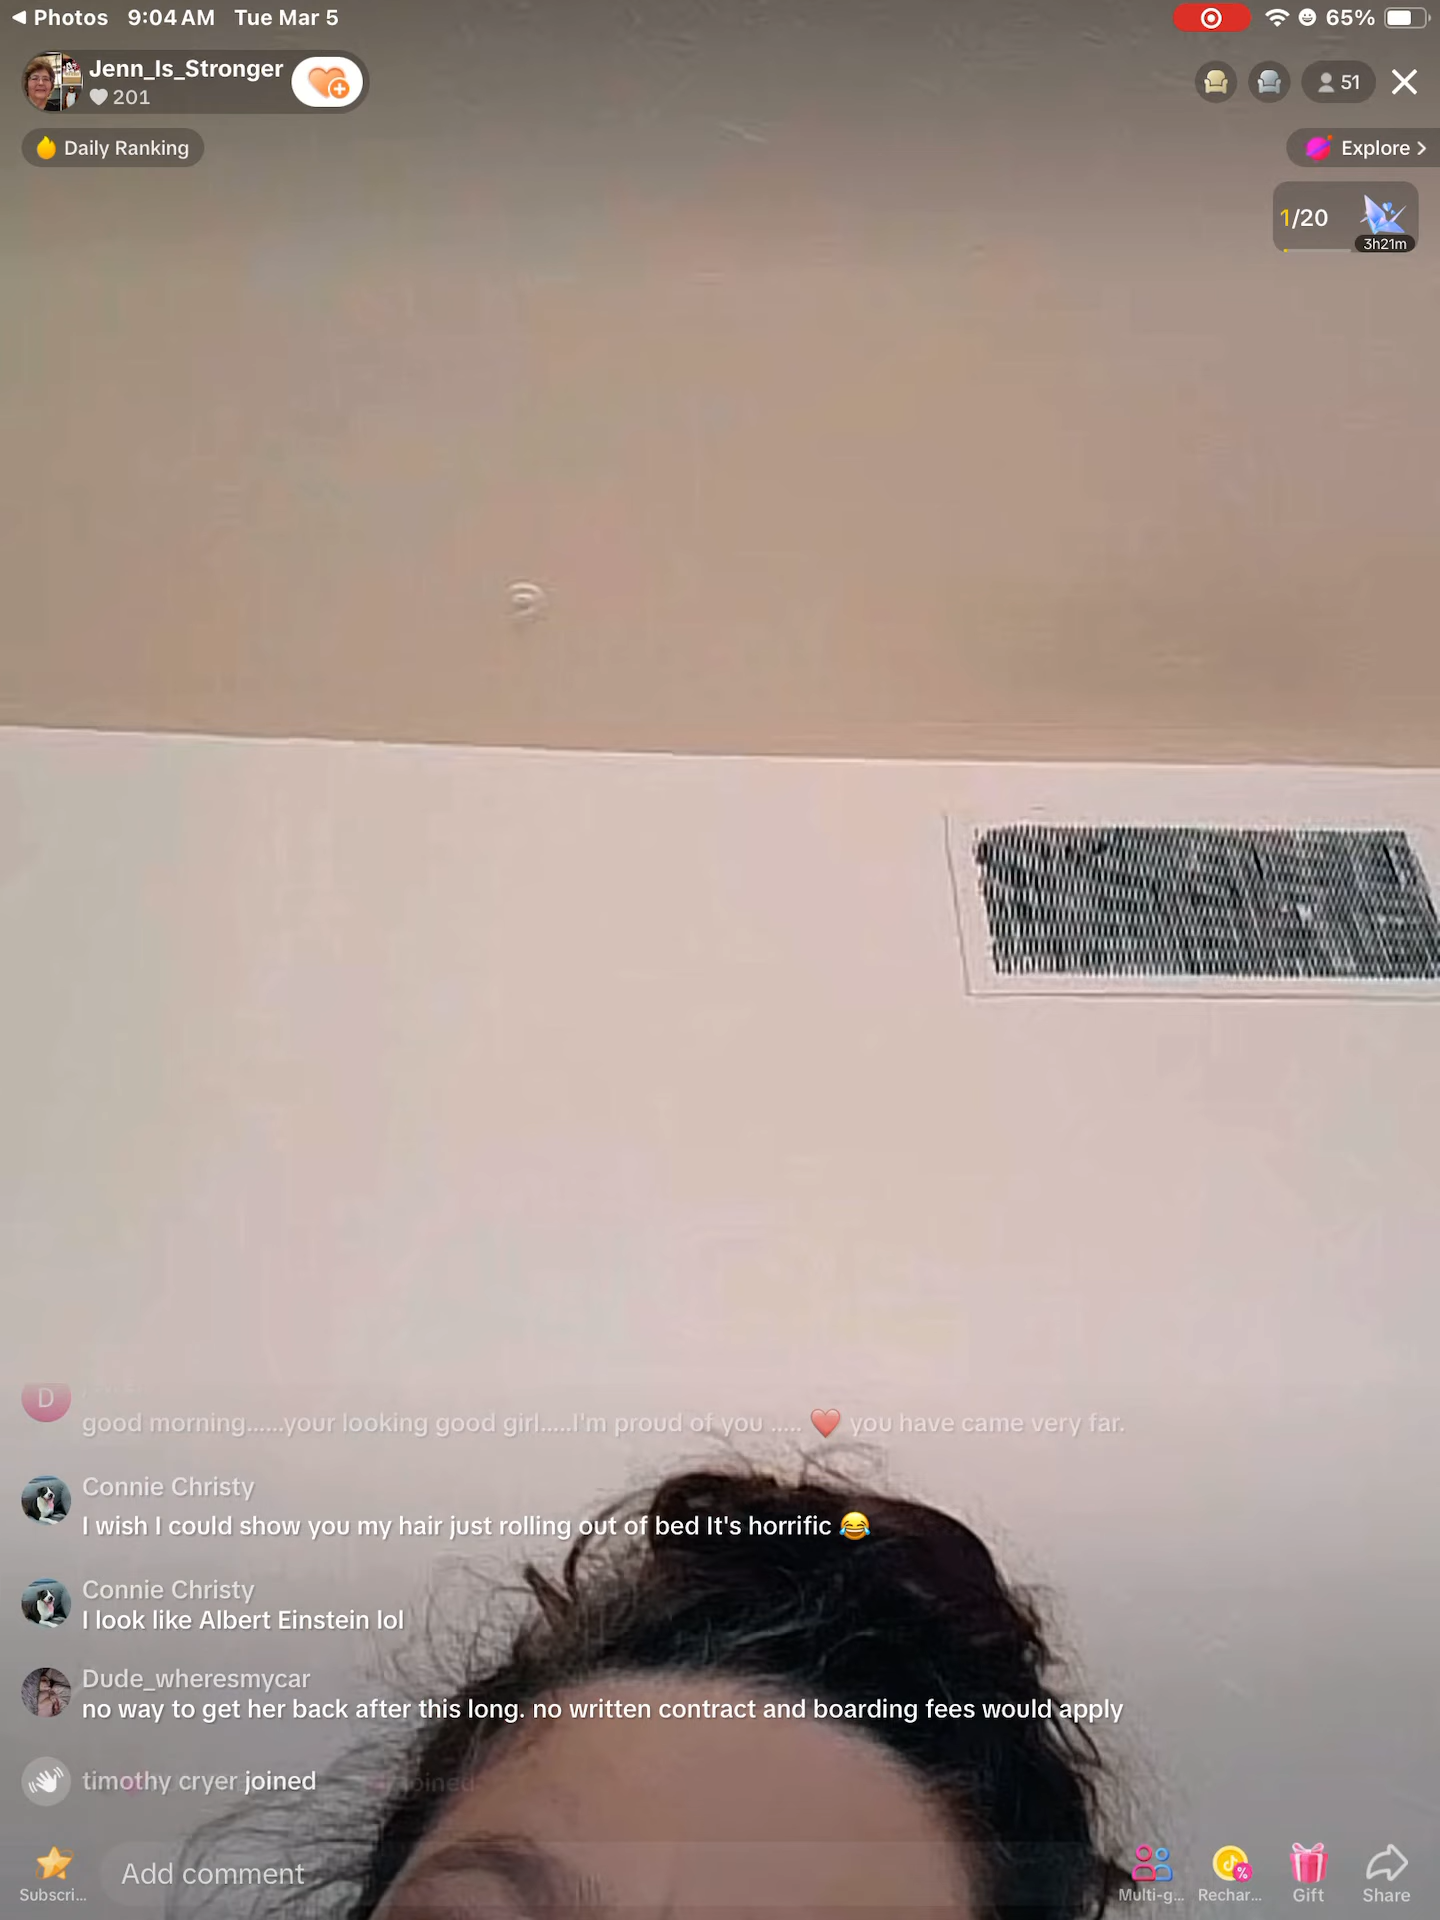 Photos 9:04 AM Tue Mar 5
65%
Jenn_Is_Stronger
201
51
Daily Ranking
Explore
1/20
3h21m
D
good morning......your looking good girl.....I'm proud of you ..... ❤️ you have came very far.
Connie Christy
I wish I could show you my hair just rolling out of bed It's horrific 😂
Connie Christy
I look like Albert Einstein lol
Dude_wheresmycar
no way to get her back after this long. no written contract and boarding fees would apply
timothy cryer joined
joined
Add comment
Subscri...
Multi-g...
Rechar...
Gift
Share